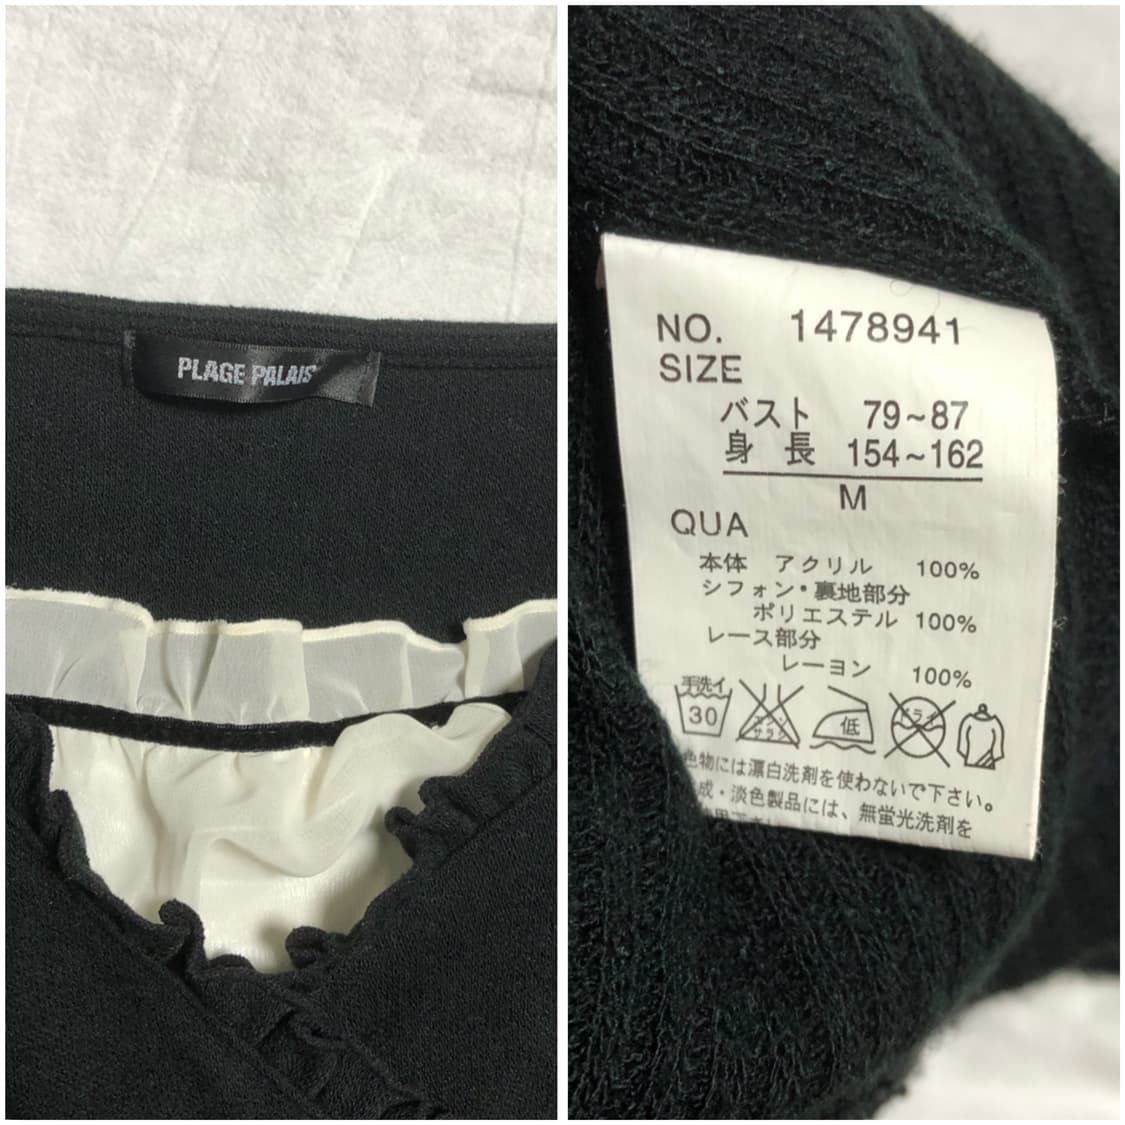 PLAGE PALAIS
NO. 1478941
SIZE
バスト 79~87
身長 154~162
M
QUA
本体 アクリル 100%
シフォン・裏地部分
ポリエステル 100%
レース部分
レーヨン 100%
手洗イ
30
低
ドライ
色物には漂白洗剤を使わないで下さい。
成・淡色製品には、無蛍光洗剤を